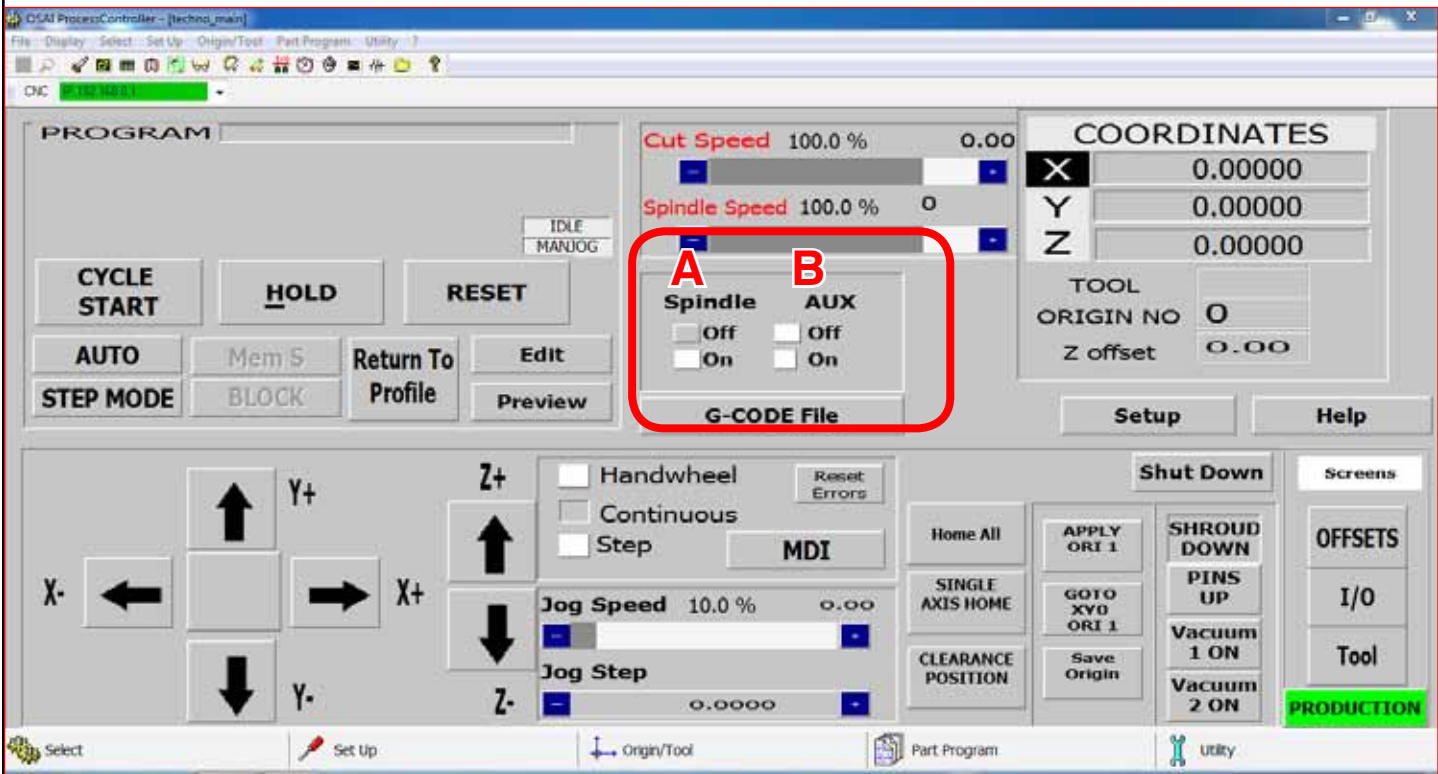 OSAI ProcessController - [techno_main]
File Display Select Set Up Origin/Tool Part Program Utility ?
CNC IP:192.168.0.1
PROGRAM
IDLE
MANJOG
CYCLE START
HOLD
RESET
AUTO
Mem S
Return To Profile
Edit
STEP MODE
BLOCK
Preview
Cut Speed 100.0 % 0.00
- +
Spindle Speed 100.0 % 0
- +
A B
Spindle AUX
Off Off
On On
G-CODE File
COORDINATES
X 0.00000
Y 0.00000
Z 0.00000
TOOL
ORIGIN NO 0
Z offset 0.00
Setup
Help
Y+
X-
X+
Y-
Z+
Z-
Handwheel
Reset Errors
Continuous
Step
MDI
Jog Speed 10.0 % 0.00
- +
Jog Step
- 0.0000 +
Home All
SINGLE AXIS HOME
CLEARANCE POSITION
APPLY ORI 1
GOTO XY0 ORI 1
Save Origin
Shut Down
SHROUD DOWN
PINS UP
Vacuum 1 ON
Vacuum 2 ON
Screens
OFFSETS
I/O
Tool
PRODUCTION
Select Set Up Origin/Tool Part Program Utility